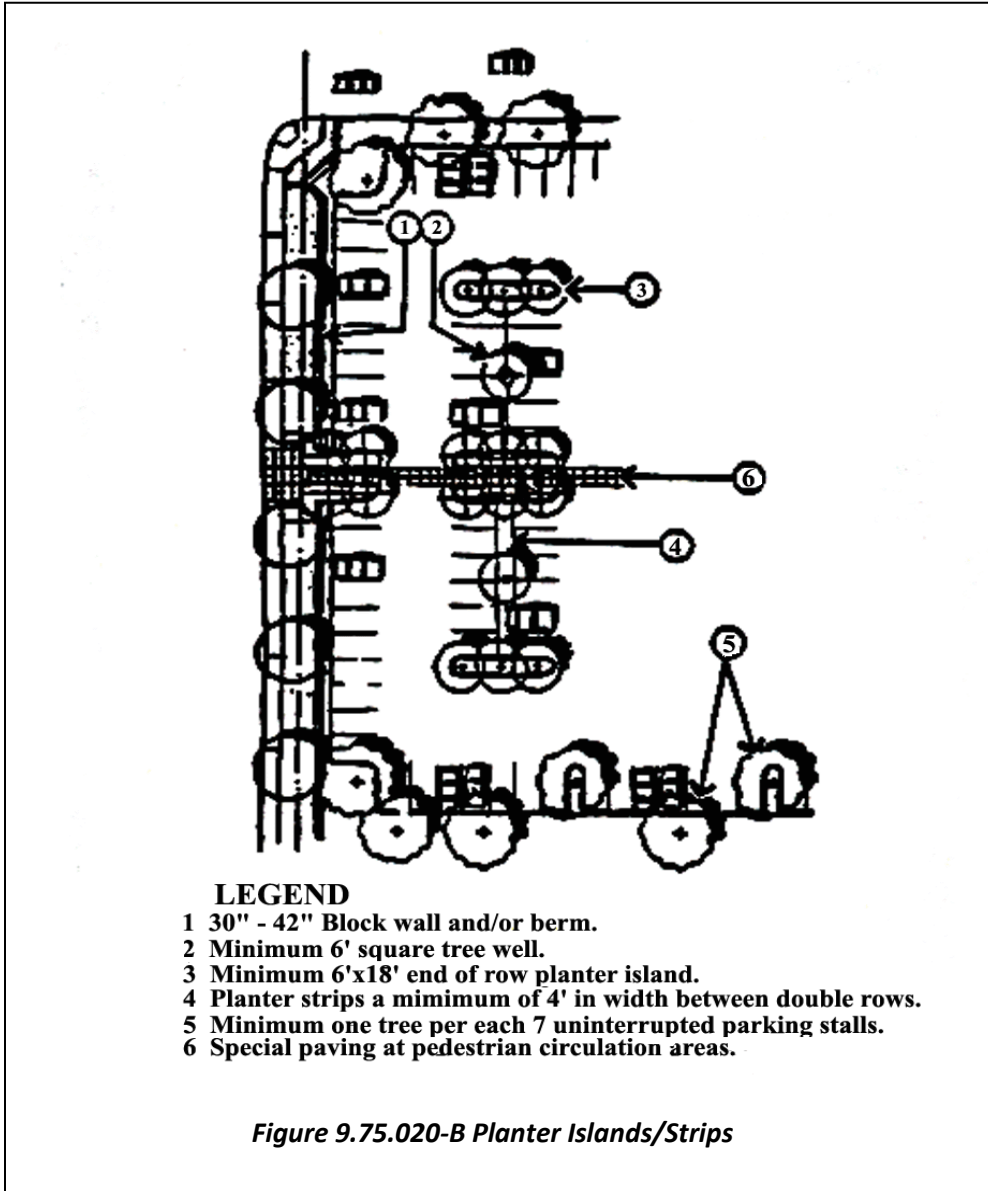 1 2
3
6
4
5
LEGEND
1 30" - 42" Block wall and/or berm.
2 Minimum 6' square tree well.
3 Minimum 6'x18' end of row planter island.
4 Planter strips a mimimum of 4' in width between double rows.
5 Minimum one tree per each 7 uninterrupted parking stalls.
6 Special paving at pedestrian circulation areas.
Figure 9.75.020-B Planter Islands/Strips